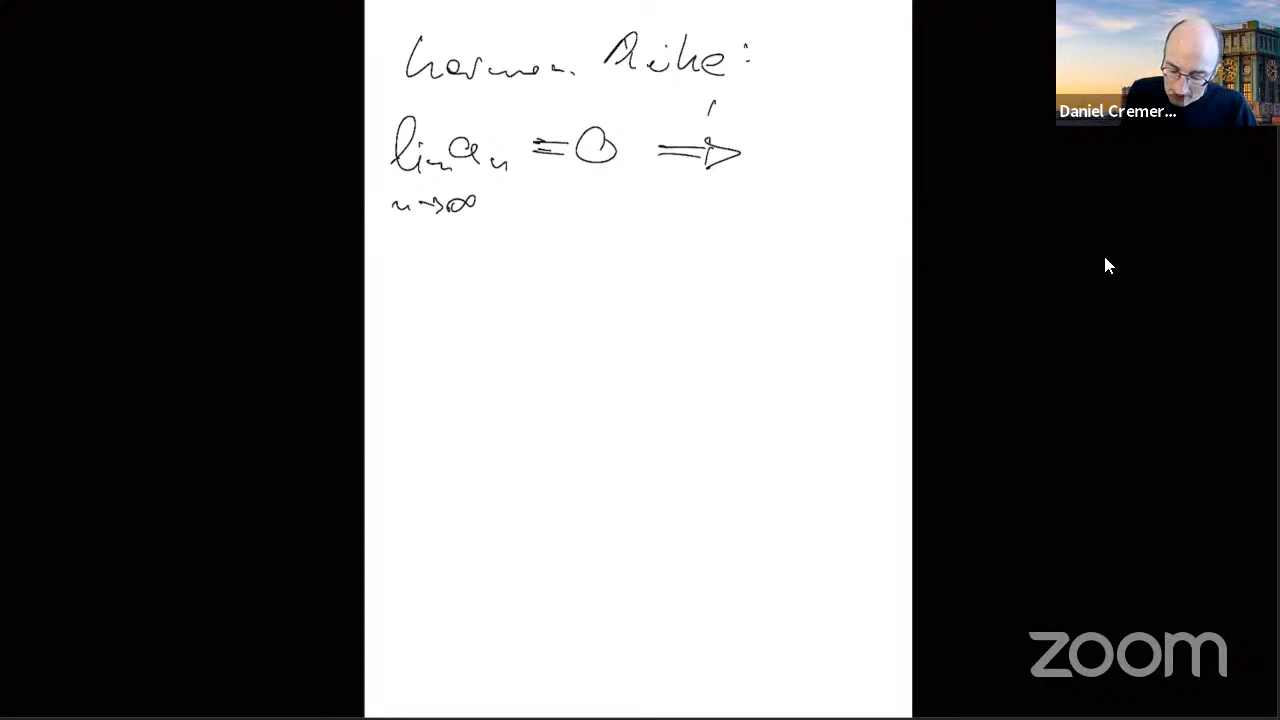 harmon. Reihe:
lim aₙ = 0 ⇒
n→∞
Daniel Cremer...
zoom